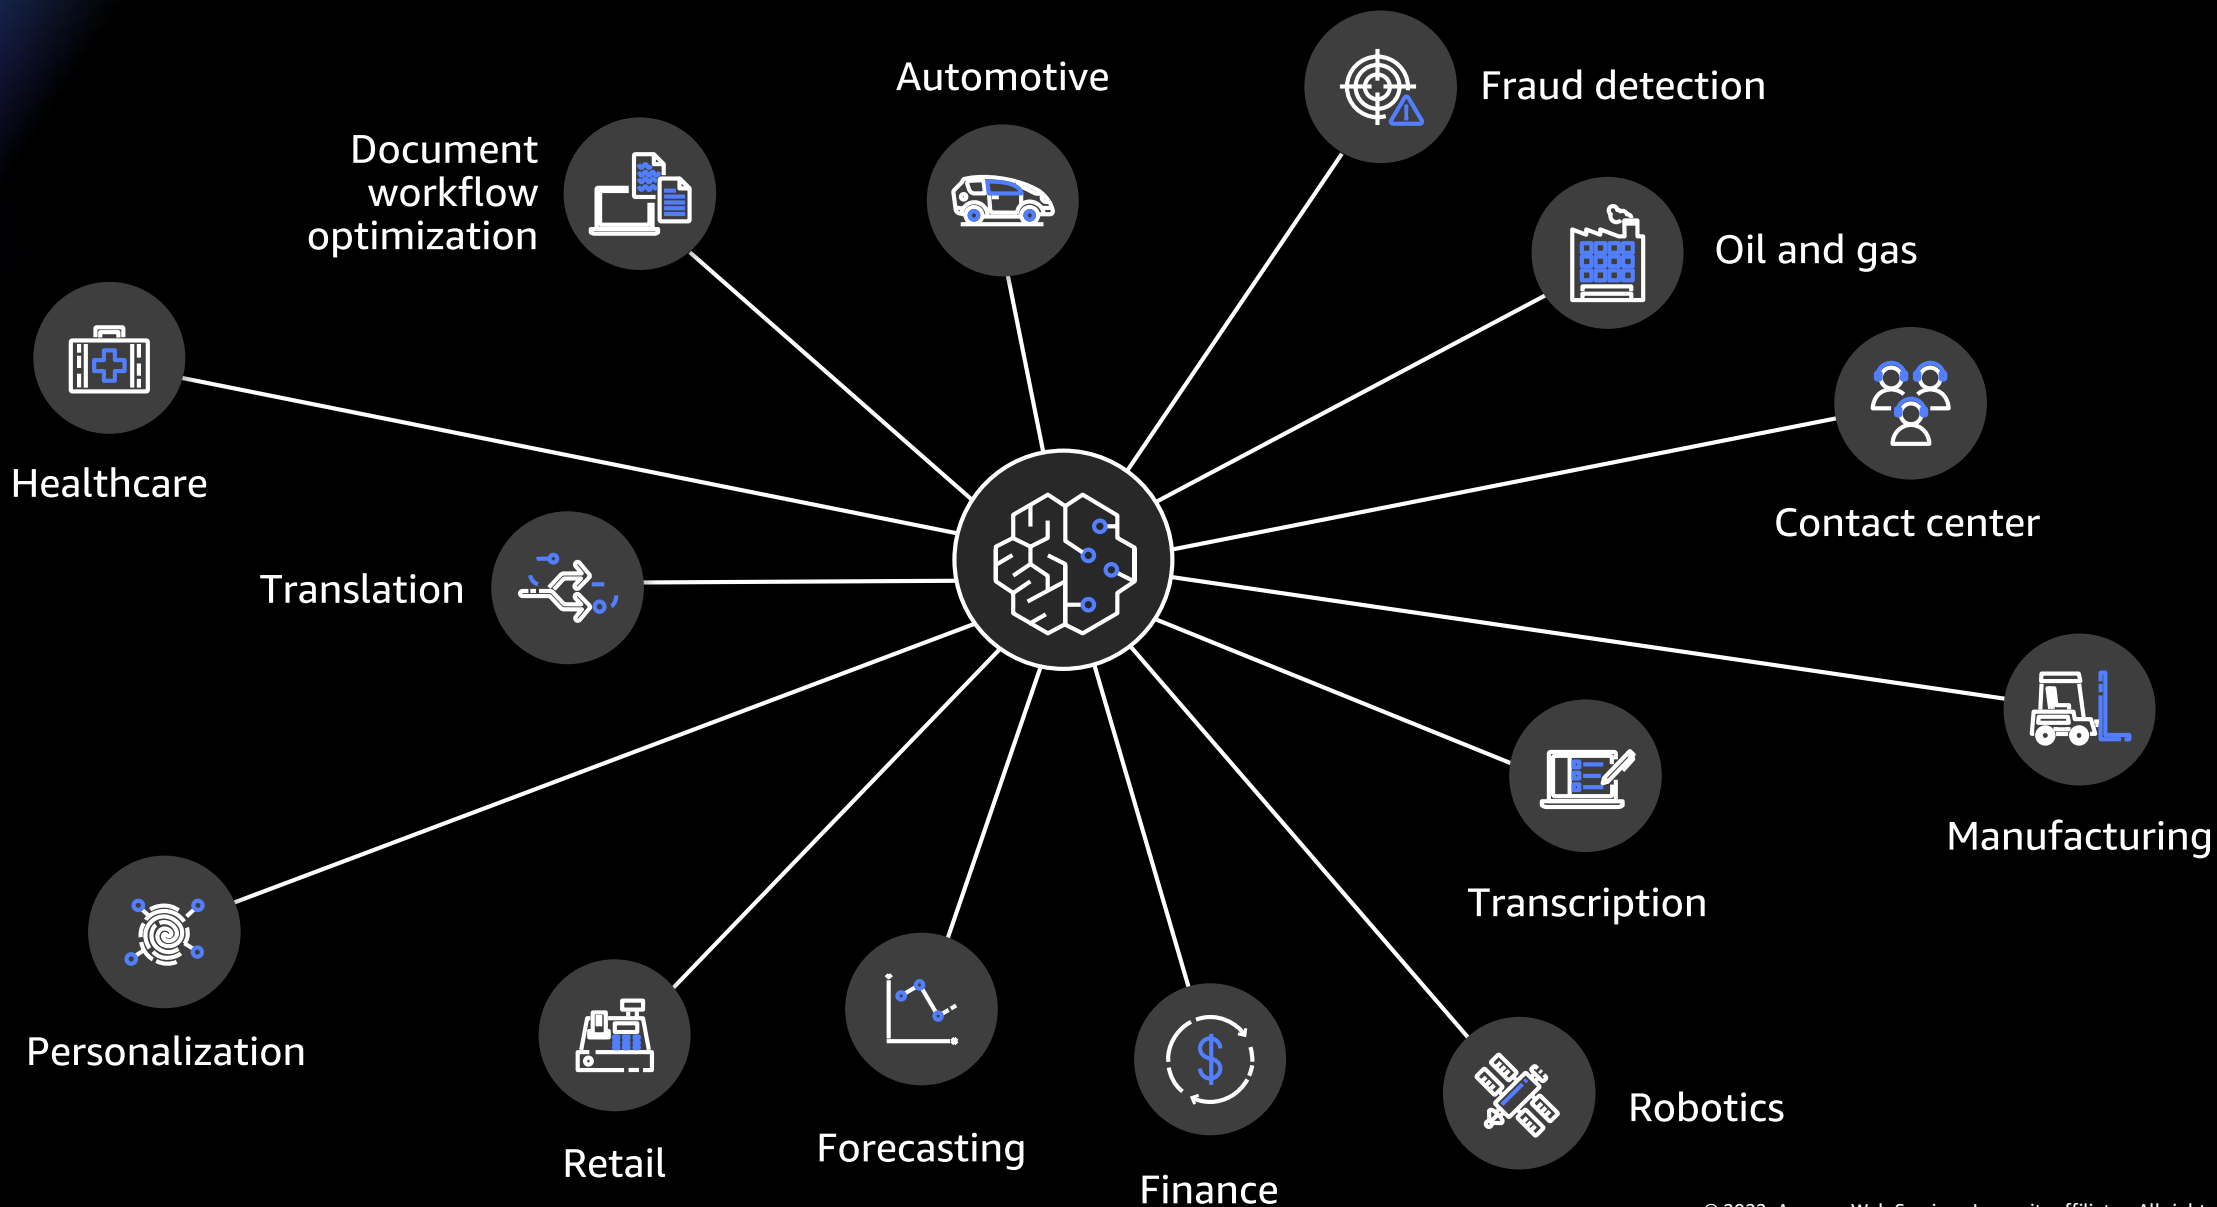 Automotive
Fraud detection
Document
workflow
optimization
Oil and gas
Healthcare
Contact center
Translation
Manufacturing
Transcription
Personalization
Retail
Forecasting
Finance
Robotics